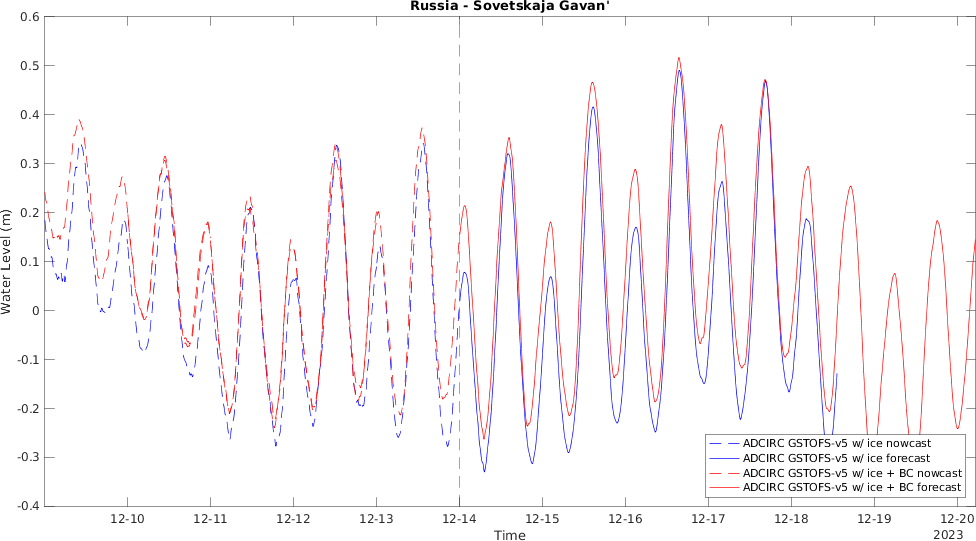 Russia - Sovetskaja Gavan'
0.6
0.5
0.4
0.3
0.2
0.1
0
-0.1
-0.2
-0.3
-0.4
Water Level (m)
ADCIRC GSTOFS-v5 w/ ice nowcast
ADCIRC GSTOFS-v5 w/ ice forecast
ADCIRC GSTOFS-v5 w/ ice + BC nowcast
ADCIRC GSTOFS-v5 w/ ice + BC forecast
12-10 12-11 12-12 12-13 12-14 12-15 12-16 12-17 12-18 12-19 12-20
Time
2023